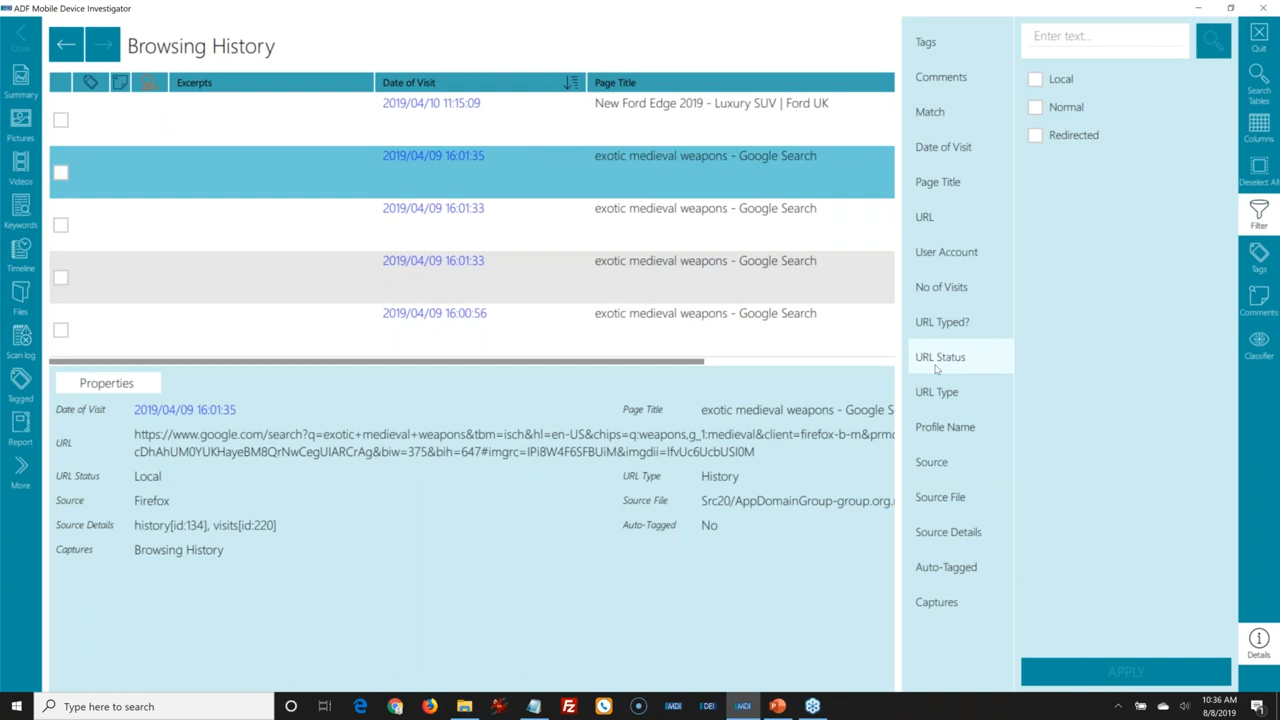 ADF Mobile Device Investigator
Close
Summary
Pictures
Videos
Keywords
Timeline
Files
Scan log
Tagged
Report
More
Browsing History
Excerpts Date of Visit Page Title
2019/04/10 11:15:09 New Ford Edge 2019 - Luxury SUV | Ford UK
2019/04/09 16:01:35 exotic medieval weapons - Google Search
2019/04/09 16:01:33 exotic medieval weapons - Google Search
2019/04/09 16:01:33 exotic medieval weapons - Google Search
2019/04/09 16:00:56 exotic medieval weapons - Google Search
Properties
Date of Visit 2019/04/09 16:01:35 Page Title exotic medieval weapons - Google S
URL https://www.google.com/search?q=exotic+medieval+weapons&tbm=isch&hl=en-US&chips=q:weapons,g_1:medieval&client=firefox-b-m&prmd
URL Status Local URL Type History
Source Firefox Source File Src20/AppDomainGroup-group.org.
Source Details history[id:134], visits[id:220] Auto-Tagged No
Captures Browsing History
Tags
Comments
Match
Date of Visit
Page Title
URL
User Account
No of Visits
URL Typed?
URL Status
URL Type
Profile Name
Source
Source File
Source Details
Auto-Tagged
Captures
Enter text...
Local
Normal
Redirected
APPLY
Quit
Search
Tables
Columns
Deselect All
Filter
Tags
Comments
Classifier
Details
Type here to search
MDI
DEI
MDI
10:36 AM
8/8/2019